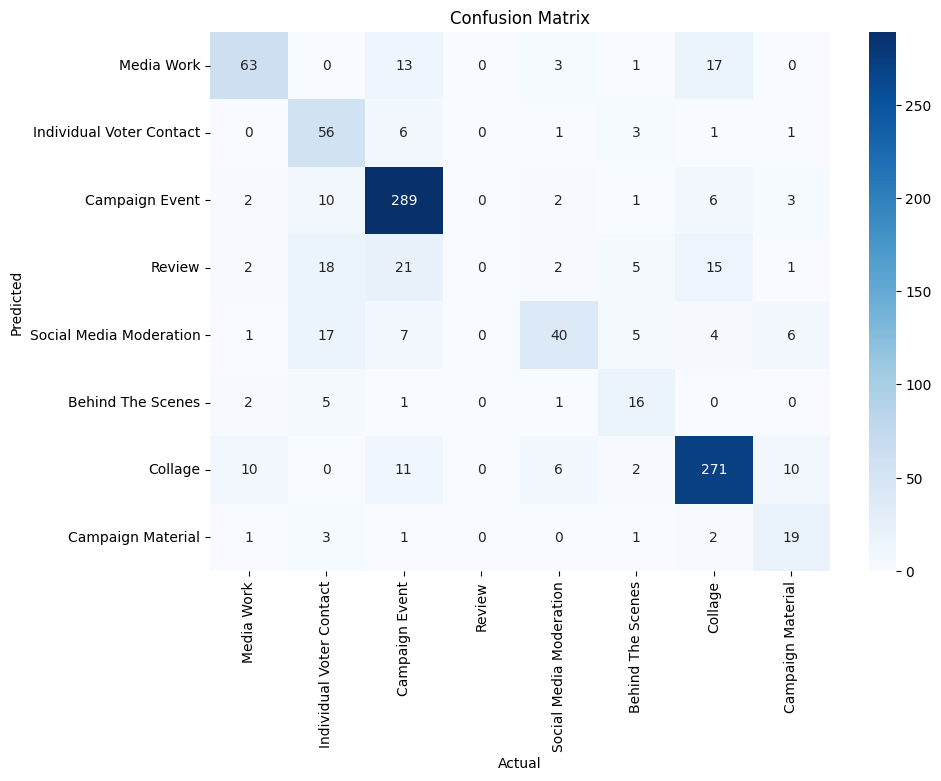 Confusion Matrix
Media Work 63 0 13 0 3 1 17 0
Individual Voter Contact 0 56 6 0 1 3 1 1
Campaign Event 2 10 289 0 2 1 6 3
Review 2 18 21 0 2 5 15 1
Social Media Moderation 1 17 7 0 40 5 4 6
Behind The Scenes 2 5 1 0 1 16 0 0
Collage 10 0 11 0 6 2 271 10
Campaign Material 1 3 1 0 0 1 2 19
Predicted
Media Work
Individual Voter Contact
Campaign Event
Review
Social Media Moderation
Behind The Scenes
Collage
Campaign Material
Actual
250
200
150
100
50
0